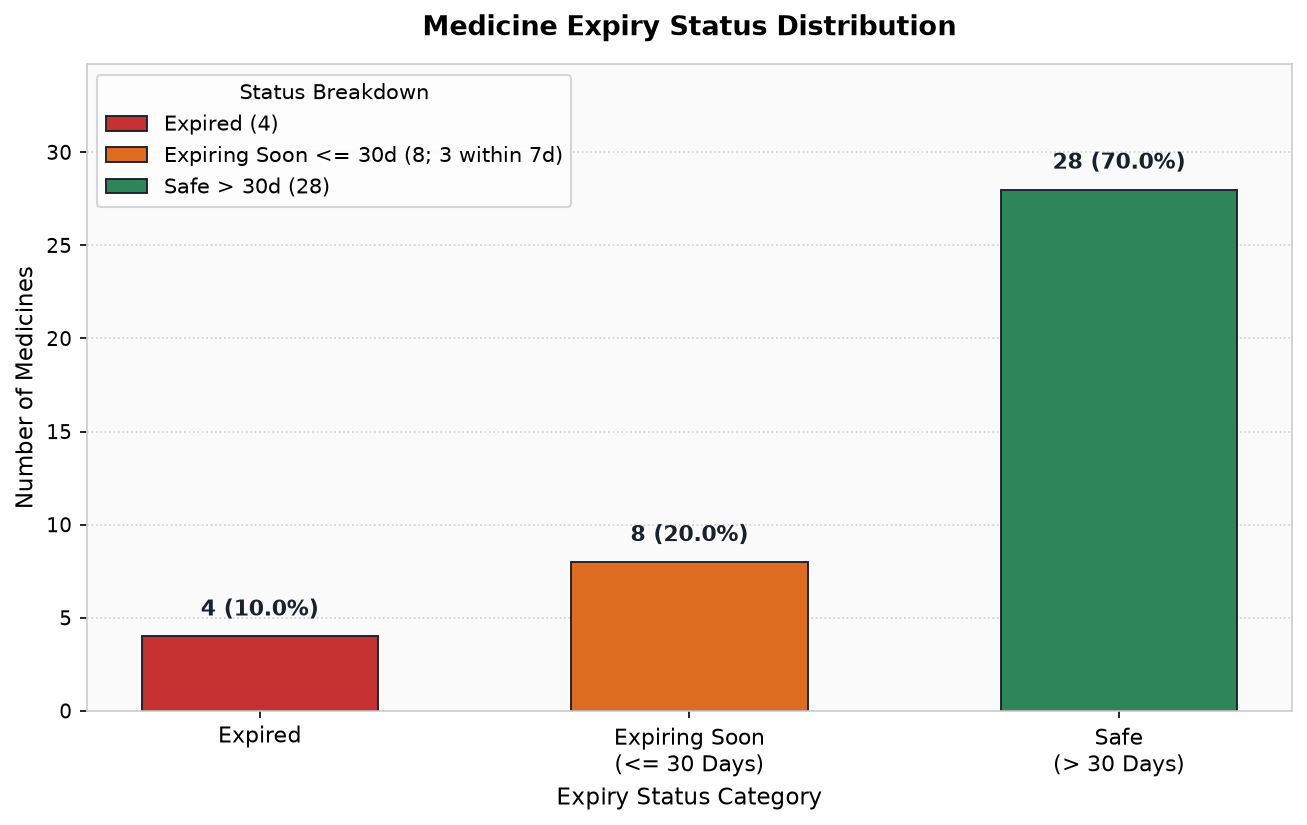 Medicine Expiry Status Distribution
Status Breakdown
Expired (4)
Expiring Soon <= 30d (8; 3 within 7d)
Safe > 30d (28)
Number of Medicines
30
25
20
15
10
5
0
4 (10.0%)
8 (20.0%)
28 (70.0%)
Expired
Expiring Soon
(<= 30 Days)
Safe
(> 30 Days)
Expiry Status Category